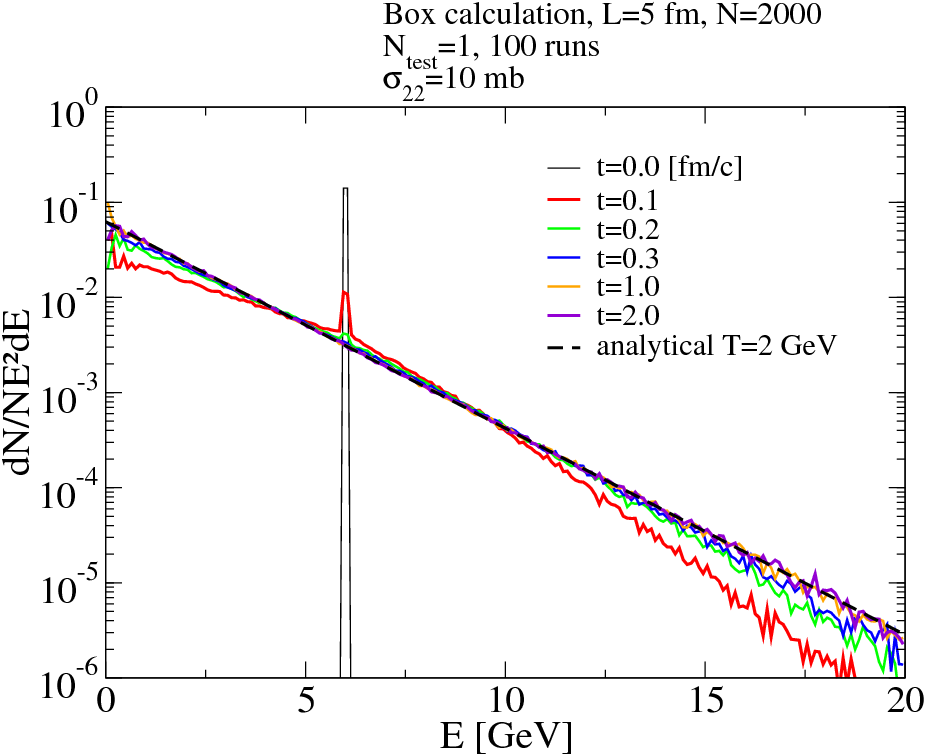 Box calculation, L=5 fm, N=2000
N_test=1, 100 runs
σ_22=10 mb
10^0
10^-1
10^-2
10^-3
10^-4
10^-5
10^-6
dN/NE²dE
t=0.0 [fm/c]
t=0.1
t=0.2
t=0.3
t=1.0
t=2.0
analytical T=2 GeV
0 5 10 15 20
E [GeV]